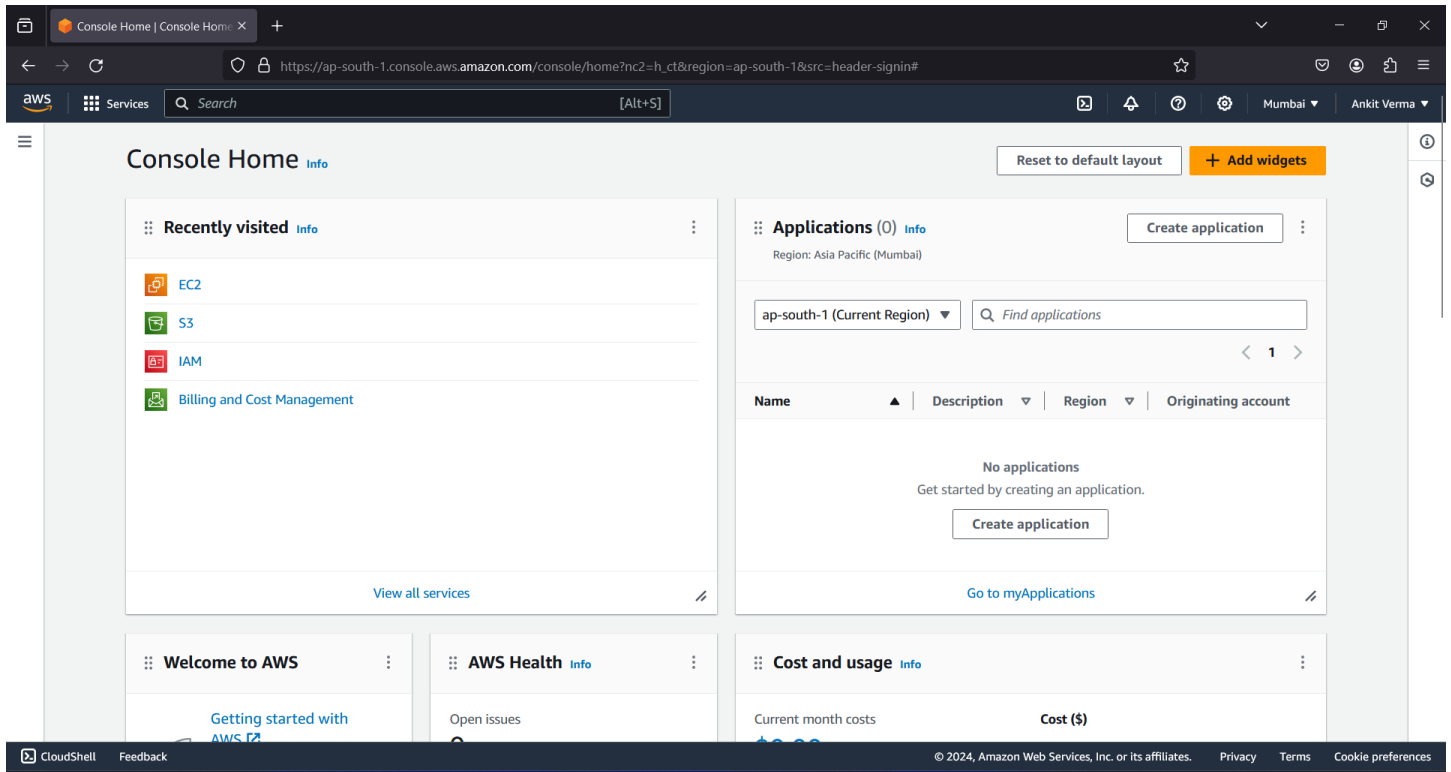 Console Home | Console Home
https://ap-south-1.console.aws.amazon.com/console/home?nc2=h_ct&region=ap-south-1&src=header-signin#
aws Services Search [Alt+S] Mumbai Ankit Verma
Console Home Info Reset to default layout + Add widgets
Recently visited Info
EC2
S3
IAM
Billing and Cost Management
View all services
Applications (0) Info Create application
Region: Asia Pacific (Mumbai)
ap-south-1 (Current Region) Find applications
1
Name Description Region Originating account
No applications
Get started by creating an application.
Create application
Go to myApplications
Welcome to AWS
Getting started with
AWS
AWS Health Info
Open issues
Cost and usage Info
Current month costs Cost ($)
CloudShell Feedback © 2024, Amazon Web Services, Inc. or its affiliates. Privacy Terms Cookie preferences